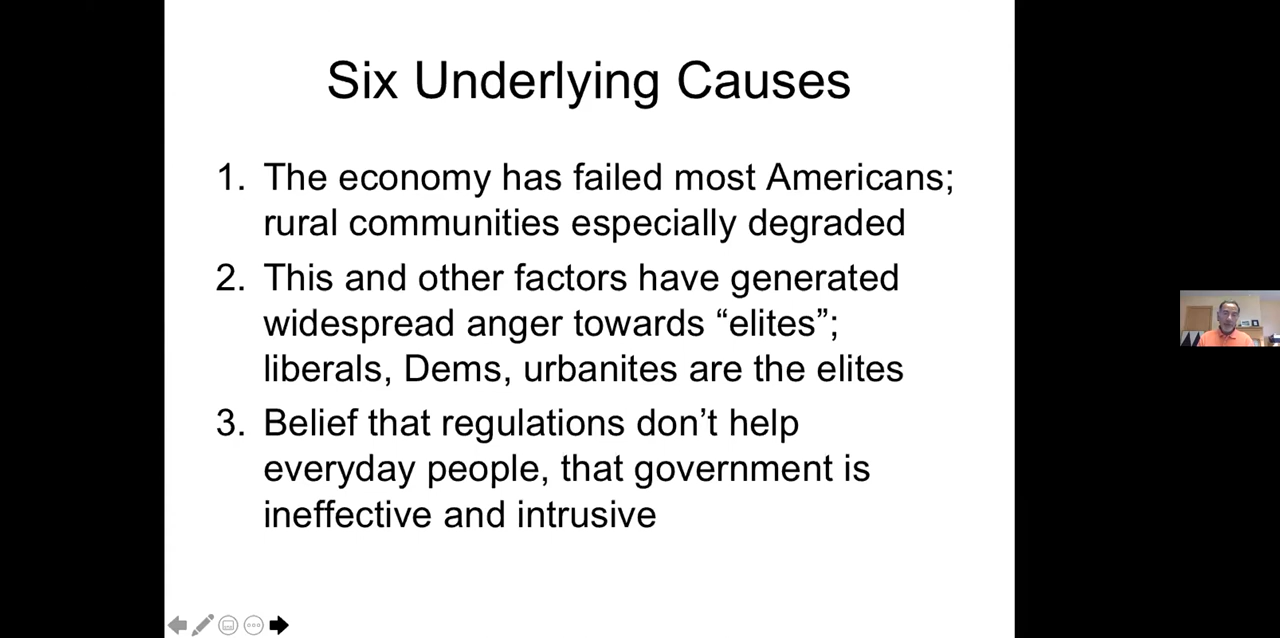 Six Underlying Causes
1. The economy has failed most Americans;
rural communities especially degraded
2. This and other factors have generated
widespread anger towards “elites”;
liberals, Dems, urbanites are the elites
3. Belief that regulations don’t help
everyday people, that government is
ineffective and intrusive